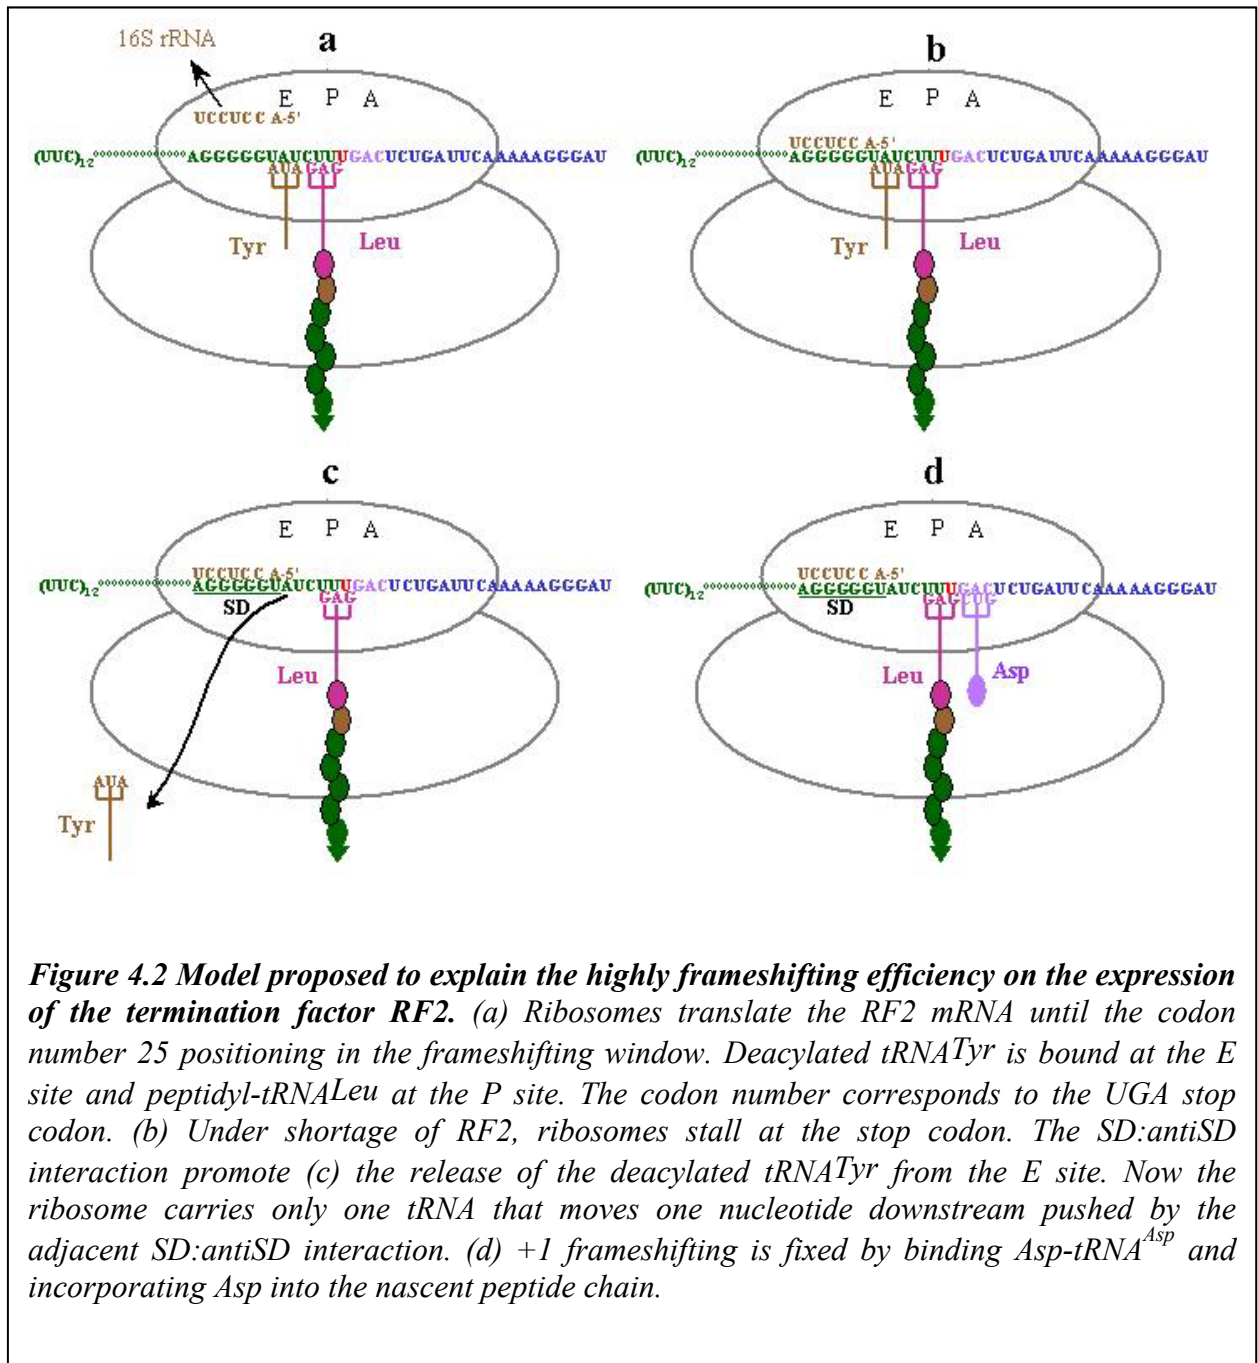 16S rRNA
a
E P A
UCCUCC A-5'
(UUC)12 AGGGGGUAUCUUUGACUCUGAUUCAAAAAGGGAU
AUA GAG
Tyr
Leu
b
E P A
UCCUCC A-5'
(UUC)12 AGGGGGUAUCUUUGACUCUGAUUCAAAAAGGGAU
AUA GAG
Tyr
Leu
c
E P A
UCCUCC A-5'
(UUC)12 AGGGGGUAUCUUUGACUCUGAUUCAAAAAGGGAU
SD
GAG
Leu
AUA
Tyr
d
E P A
UCCUCC A-5'
(UUC)12 AGGGGGUAUCUUUGACUCUGAUUCAAAAAGGGAU
SD
GAG CUG
Leu
Asp
Figure 4.2 Model proposed to explain the highly frameshifting efficiency on the expression
of the termination factor RF2. (a) Ribosomes translate the RF2 mRNA until the codon
number 25 positioning in the frameshifting window. Deacylated tRNATyr is bound at the E
site and peptidyl-tRNALeu at the P site. The codon number corresponds to the UGA stop
codon. (b) Under shortage of RF2, ribosomes stall at the stop codon. The SD:antiSD
interaction promote (c) the release of the deacylated tRNATyr from the E site. Now the
ribosome carries only one tRNA that moves one nucleotide downstream pushed by the
adjacent SD:antiSD interaction. (d) +1 frameshifting is fixed by binding Asp-tRNAAsp and
incorporating Asp into the nascent peptide chain.